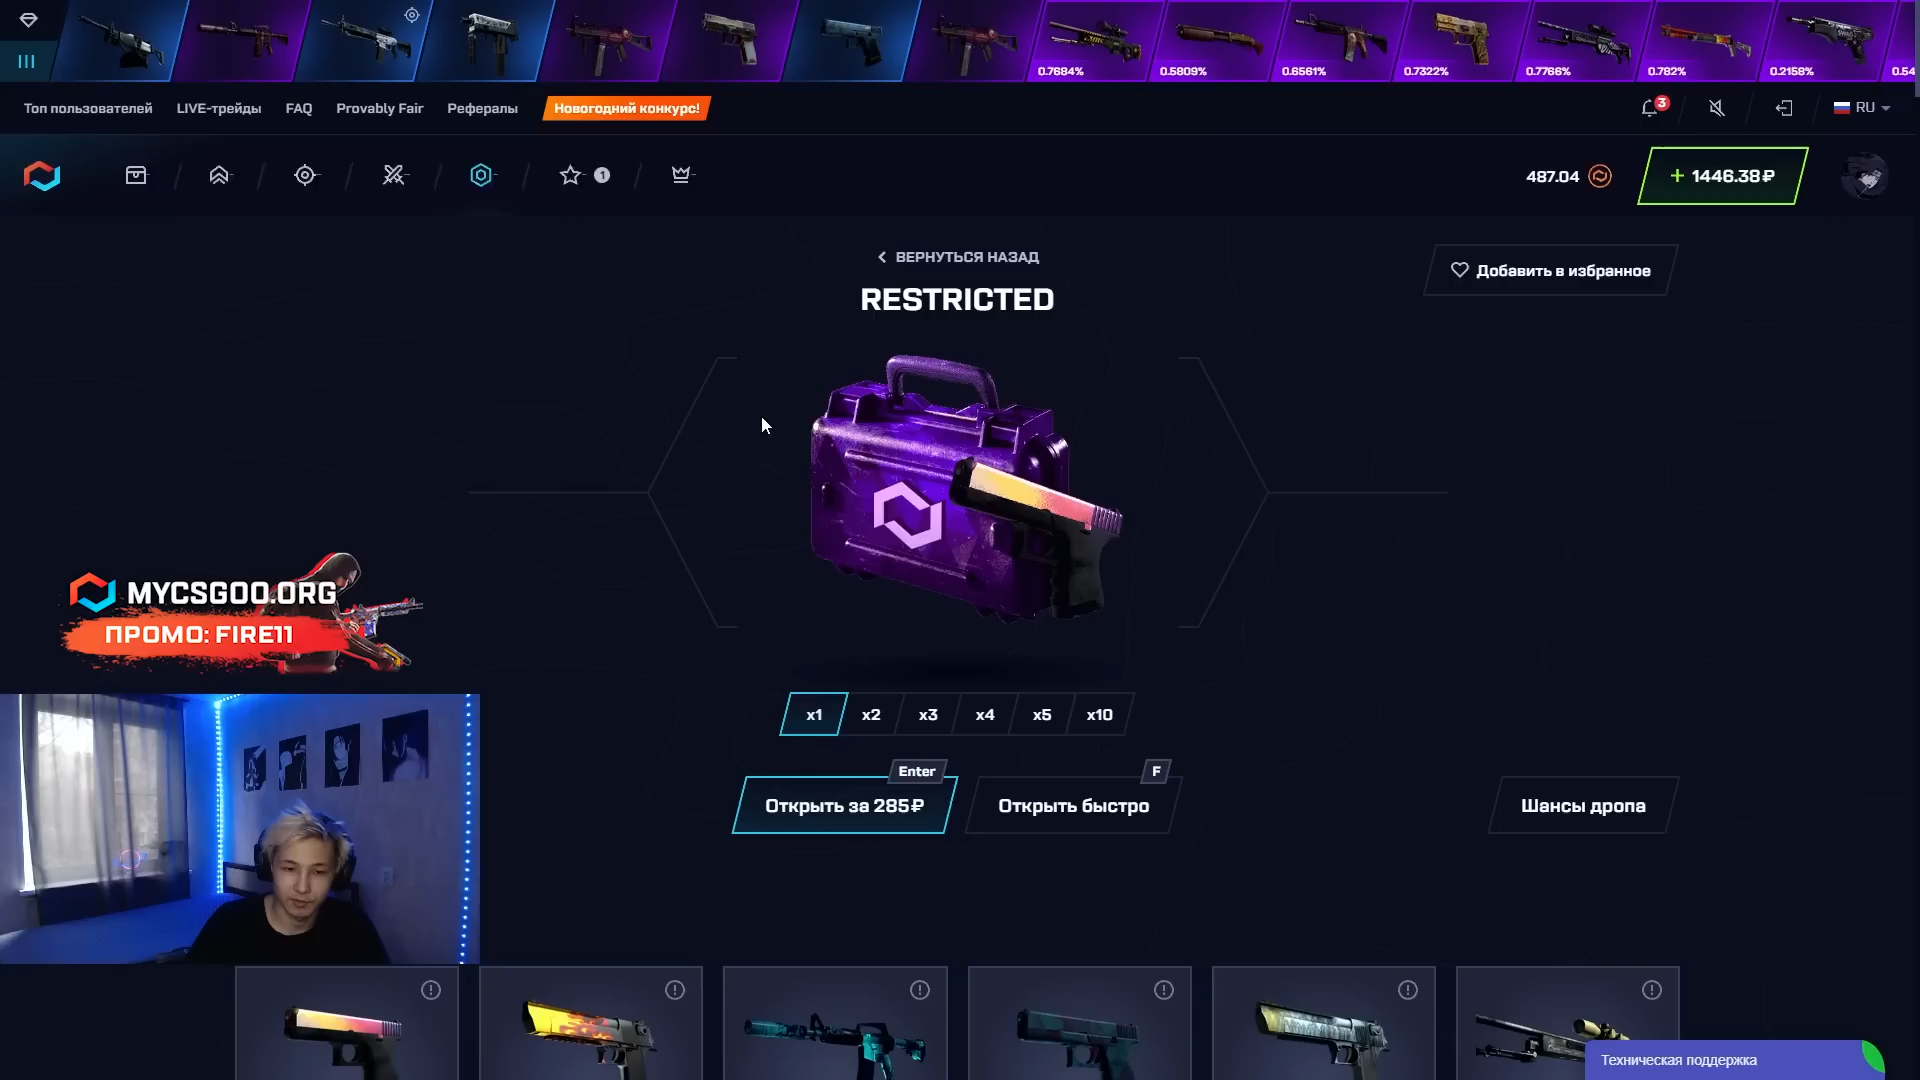 0.7684%
0.5809%
0.6561%
0.7322%
0.7766%
0.782%
0.2158%
0.54
Топ пользователей
LIVE-трейды
FAQ
Provably Fair
Рефералы
Новогодний конкурс!
3
RU
1
487.04
+ 1446.38₽
ВЕРНУТЬСЯ НАЗАД
RESTRICTED
Добавить в избранное
MYCSGOO.ORG
ПРОМО: FIRE11
x1
x2
x3
x4
x5
x10
Enter
F
Открыть за 285₽
Открыть быстро
Шансы дропа
Техническая поддержка